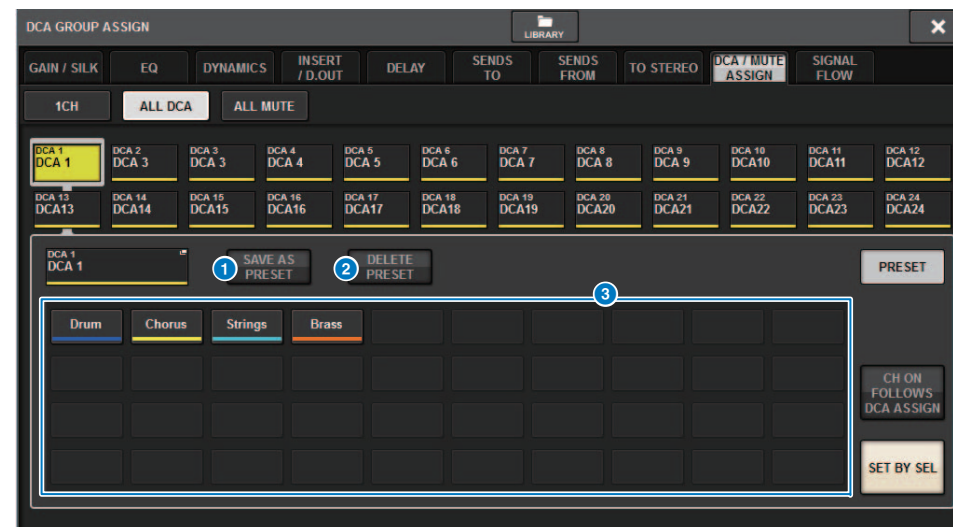 DCA GROUP ASSIGN
LIBRARY
GAIN / SILK
EQ
DYNAMICS
INSERT
/ D.OUT
DELAY
SENDS
TO
SENDS
FROM
TO STEREO
DCA / MUTE
ASSIGN
SIGNAL
FLOW
1CH
ALL DCA
ALL MUTE
DCA 1
DCA 1
DCA 2
DCA 3
DCA 3
DCA 3
DCA 4
DCA 4
DCA 5
DCA 5
DCA 6
DCA 6
DCA 7
DCA 7
DCA 8
DCA 8
DCA 9
DCA 9
DCA 10
DCA10
DCA 11
DCA11
DCA 12
DCA12
DCA 13
DCA13
DCA 14
DCA14
DCA 15
DCA15
DCA 16
DCA16
DCA 17
DCA17
DCA 18
DCA18
DCA 19
DCA19
DCA 20
DCA20
DCA 21
DCA21
DCA 22
DCA22
DCA 23
DCA23
DCA 24
DCA24
DCA 1
DCA 1
1
SAVE AS
PRESET
2
DELETE
PRESET
PRESET
3
Drum
Chorus
Strings
Brass
CH ON
FOLLOWS
DCA ASSIGN
SET BY SEL